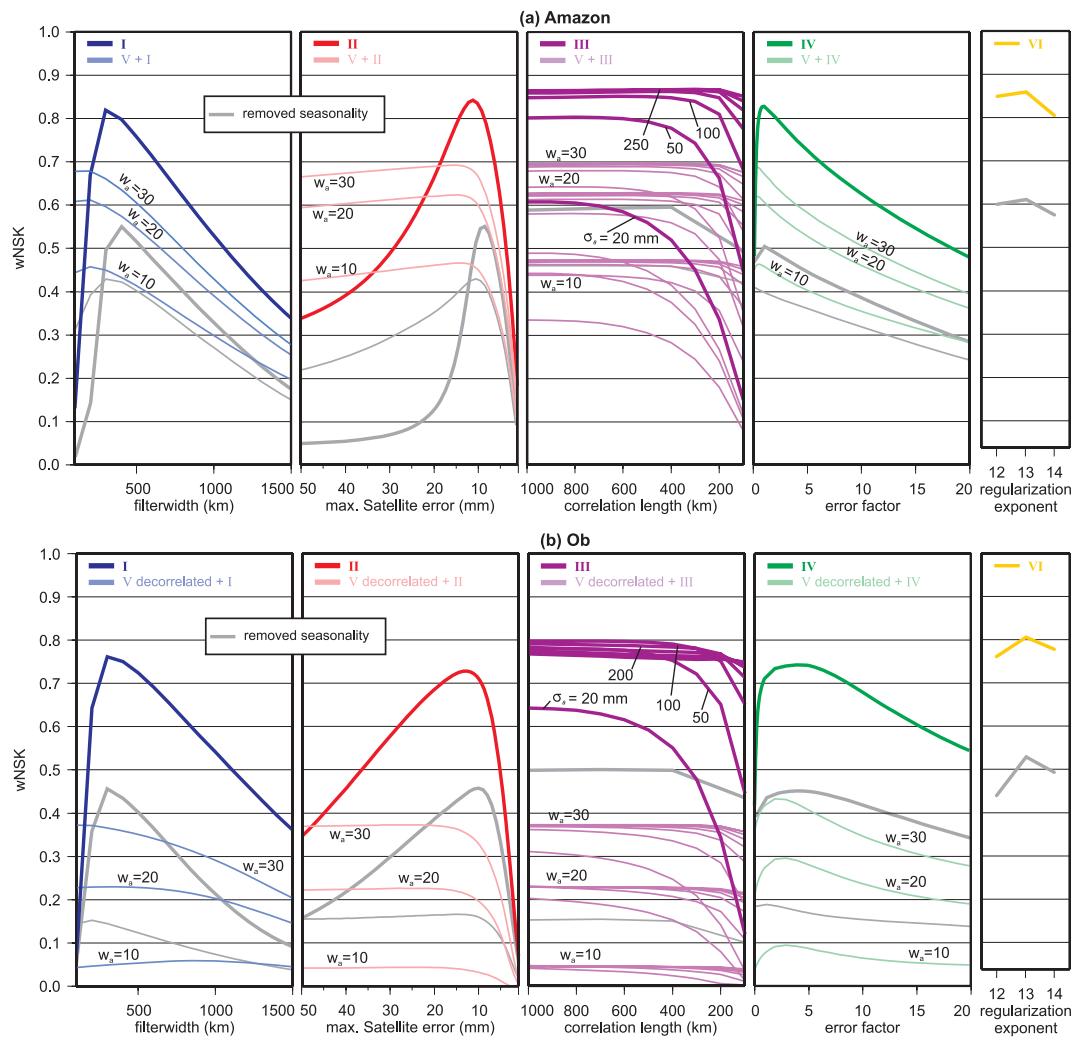 (a) Amazon
wNSK
1.0
0.9
0.8
0.7
0.6
0.5
0.4
0.3
0.2
0.1
0.0
I
V + I
removed seasonality
wₐ=30
wₐ=20
wₐ=10
500
1000
1500
filterwidth (km)
II
V + II
wₐ=30
wₐ=20
wₐ=10
50
40
30
20
10
max. Satellite error (mm)
III
V + III
250
50
100
wₐ=30
wₐ=20
σₛ = 20 mm
wₐ=10
1000
800
600
400
200
correlation length (km)
IV
V + IV
wₐ=30
wₐ=20
wₐ=10
0
5
10
15
20
error factor
VI
12 13 14
regularization
exponent
(b) Ob
wNSK
1.0
0.9
0.8
0.7
0.6
0.5
0.4
0.3
0.2
0.1
0.0
I
V decorrelated + I
removed seasonality
wₐ=30
wₐ=20
wₐ=10
500
1000
1500
filterwidth (km)
II
V decorrelated + II
wₐ=30
wₐ=20
wₐ=10
50
40
30
20
10
max. Satellite error (mm)
III
V decorrelated + III
200
100
50
σₛ = 20 mm
wₐ=30
wₐ=20
wₐ=10
1000
800
600
400
200
correlation length (km)
IV
V decorrelated + IV
wₐ=30
wₐ=20
wₐ=10
0
5
10
15
20
error factor
VI
12 13 14
regularization
exponent